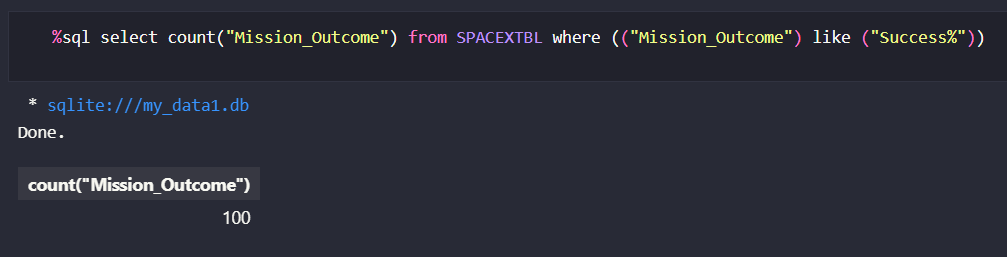 %sql select count("Mission_Outcome") from SPACEXTBL where (("Mission_Outcome") like ("Success%"))
* sqlite:///my_data1.db
Done.
count("Mission_Outcome")
100